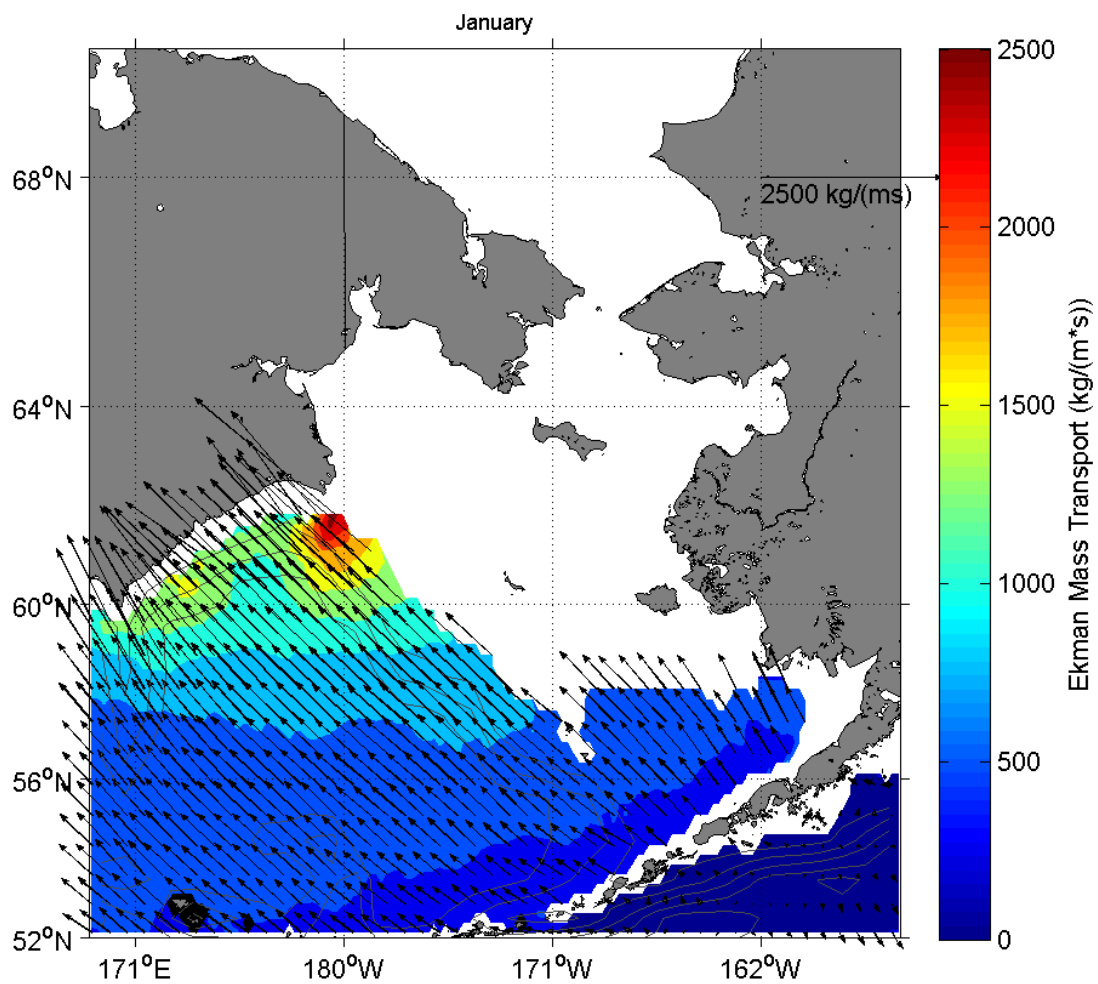 January
68°N
64°N
60°N
56°N
52°N
171°E
180°W
171°W
162°W
2500 kg/(ms)
2500
2000
1500
1000
500
0
Ekman Mass Transport (kg/(m*s))